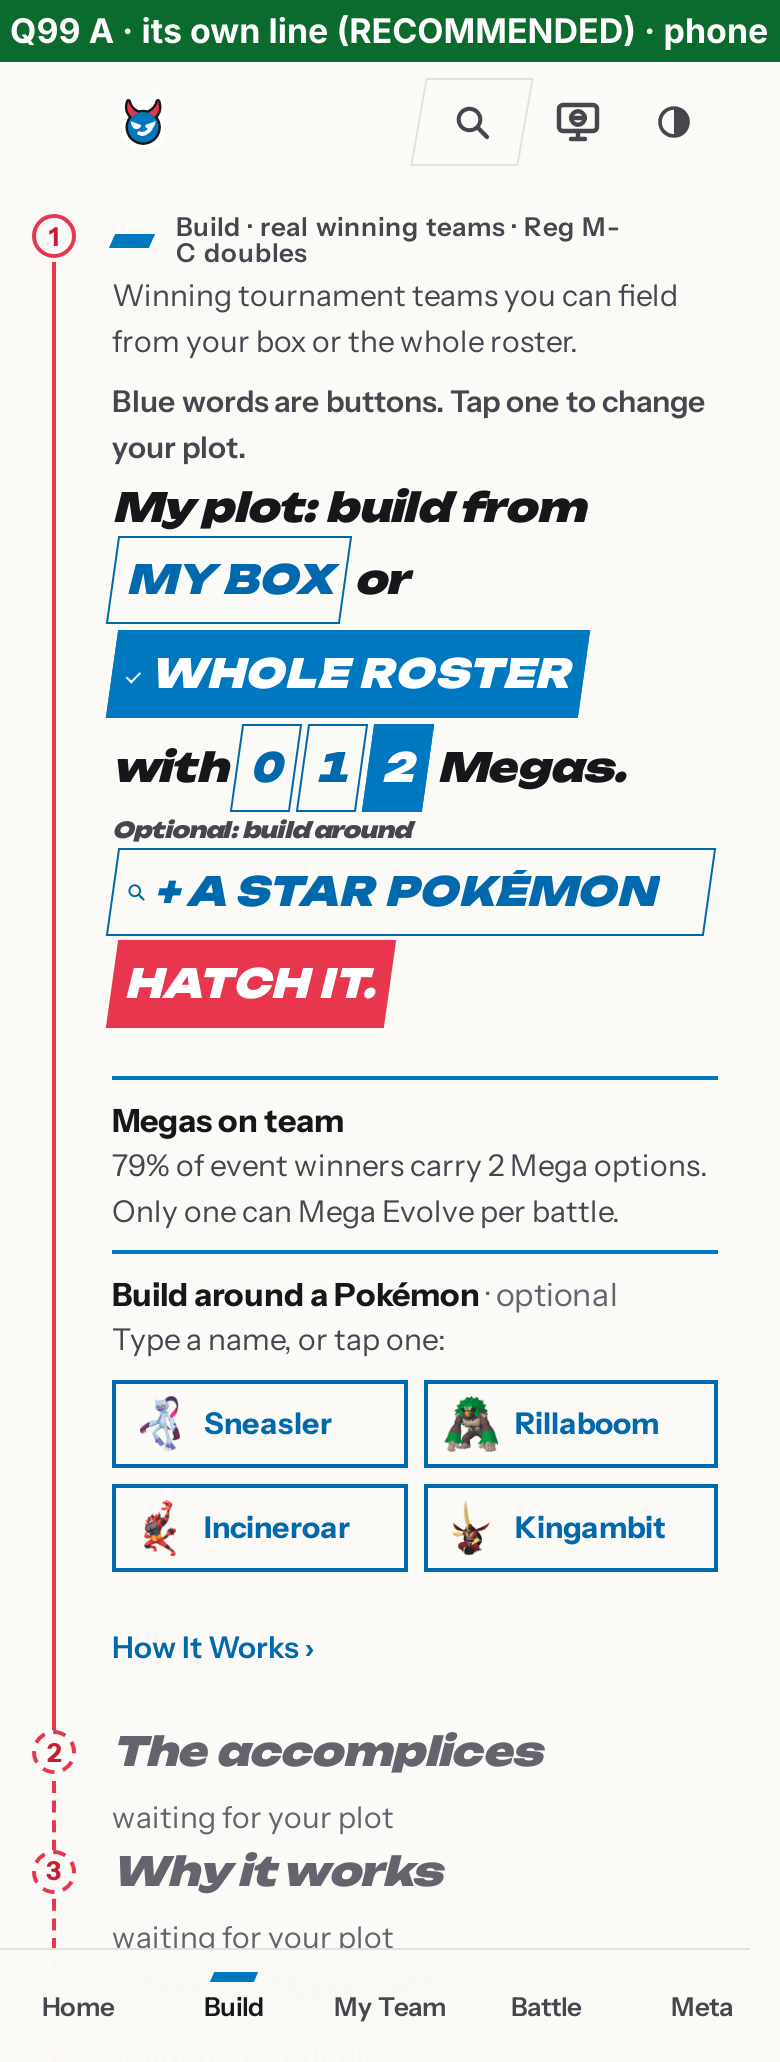 Q99 A · its own line (RECOMMENDED) · phone
1
Build · real winning teams · Reg M-
C doubles
Winning tournament teams you can field
from your box or the whole roster.
Blue words are buttons. Tap one to change
your plot.
My plot: build from
MY BOX or
✓ WHOLE ROSTER
with 0 1 2 Megas.
Optional: build around
+ A STAR POKÉMON
HATCH IT.
Megas on team
79% of event winners carry 2 Mega options.
Only one can Mega Evolve per battle.
Build around a Pokémon · optional
Type a name, or tap one:
Sneasler Rillaboom
Incineroar Kingambit
How It Works ›
2 The accomplices
waiting for your plot
3 Why it works
waiting for your plot
Home Build My Team Battle Meta